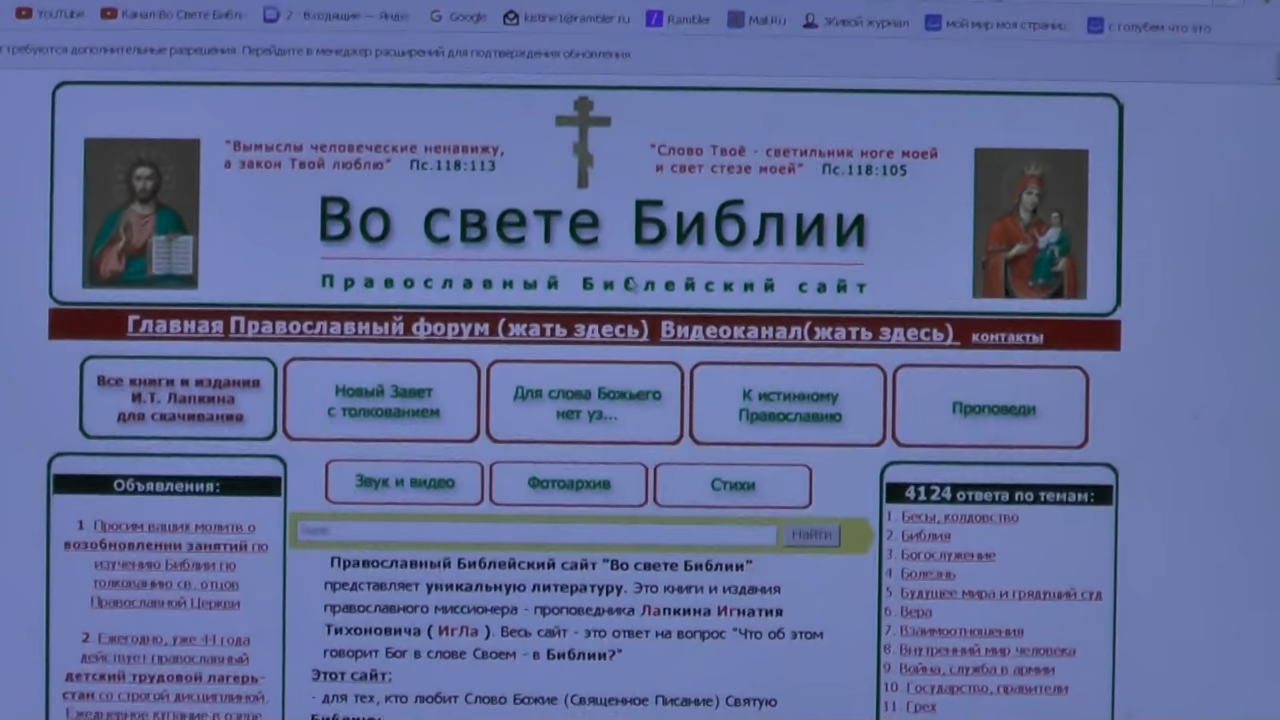 YouTube Канал Во Свете Библ 2 · Входящие — Янде Google kistine1@rambler.ru Rambler Mail.Ru Живой журнал мой мир моя страниц с голубем что это
требуются дополнительные разрешения. Перейдите в менеджер расширений для подтверждения обновления.
"Вымыслы человеческие ненавижу,
а закон Твой люблю" Пс.118:113
"Слово Твоё - светильник ноге моей
и свет стезе моей" Пс.118:105
Во свете Библии
Православный Библейский сайт
Главная Православный форум (жать здесь) Видеоканал(жать здесь) контакты
Все книги и издания
И.Т. Лапкина
для скачивания
Новый Завет
с толкованием
Для слова Божьего
нет уз...
К истинному
Православию
Проповеди
Звук и видео Фотоархив Стихи
Найти
Объявления:
1. Просим ваших молитв о
возобновлении занятий по
изучению Библии по
толкованию св. отцов
Православной Церкви
2. Ежегодно, уже 44 года
действует православный
детский трудовой лагерь-
стан со строгой дисциплиной.
Ежедневное купание в озере
Православный Библейский сайт "Во свете Библии"
представляет уникальную литературу. Это книги и издания
православного миссионера - проповедника Лапкина Игнатия
Тихоновича ( ИгЛа ). Весь сайт - это ответ на вопрос "Что об этом
говорит Бог в слове Своем - в Библии?"
Этот сайт:
- для тех, кто любит Слово Божие (Священное Писание) Святую
Библию;
4124 ответа по темам:
1. Бесы, колдовство
2. Библия
3. Богослужение
4. Болезнь
5. Будущее мира и грядущий суд
6. Вера
7. Взаимоотношения
8. Внутренний мир человека
9. Война, служба в армии
10. Государство, правители
11. Грех